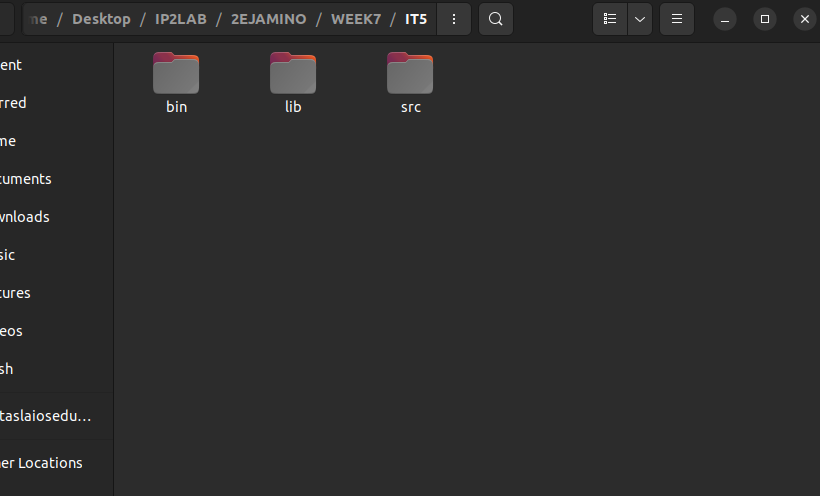 me / Desktop / IP2LAB / 2EJAMINO / WEEK7 / IT5
ent
rred
me
cuments
wnloads
sic
tures
eos
sh
taslaiosedu...
er Locations
bin
lib
src